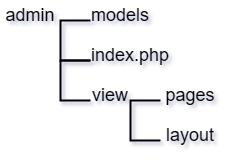 admin models
index.php
view pages
layout